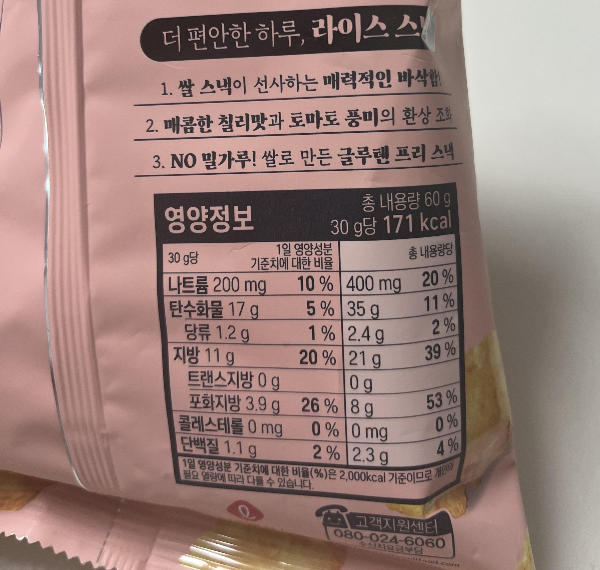 더 편안한 하루, 라이스
1. 쌀 스낵이 선사하는 매력적인 바삭함!
2. 매콤한 칠리맛과 토마토 풍미의 환상 조화
3. NO 밀가루! 쌀로 만든 글루텐 프리 스낵
영양정보
총 내용량 60 g
30 g당 171 kcal
30 g당 1일 영양성분 기준치에 대한 비율 총 내용량당
나트륨 200 mg 10 % 400 mg 20 %
탄수화물 17 g 5 % 35 g 11 %
당류 1.2 g 1 % 2.4 g 2 %
지방 11 g 20 % 21 g 39 %
트랜스지방 0 g 0 g
포화지방 3.9 g 26 % 8 g 53 %
콜레스테롤 0 mg 0 % 0 mg 0 %
단백질 1.1 g 2 % 2.3 g 4 %
1일 영양성분 기준치에 대한 비율(%)은 2,000kcal 기준이므로
필요 열량에 따라 다를 수 있습니다.
고객지원센터
080-024-6060
수신자요금부담